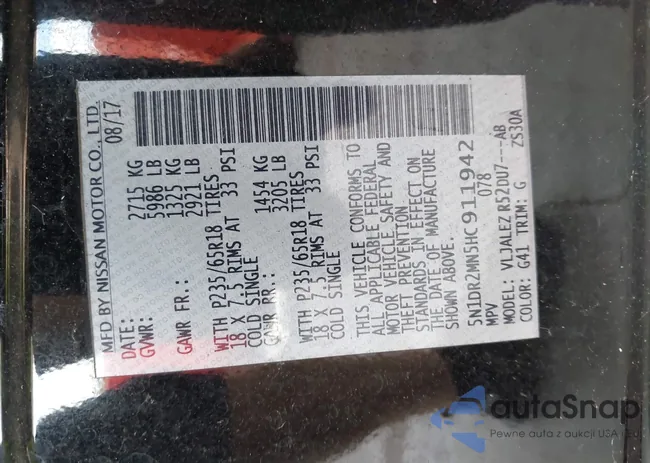 MFD BY NISSAN MOTOR CO., LTD.
DATE: 08/17
GVWR: 2715 KG
5986 LB
GAWR FR.: 1325 KG
2921 LB
WITH P235/65R18 TIRES
18 X 7.5 RIMS AT 33 PSI
COLD SINGLE
GAWR RR.: 1454 KG
3205 LB
WITH P235/65R18 TIRES
18 X 7.5 RIMS AT 33 PSI
COLD SINGLE
THIS VEHICLE CONFORMS TO
ALL APPLICABLE FEDERAL
MOTOR VEHICLE SAFETY AND
THEFT PREVENTION
STANDARDS IN EFFECT ON
THE DATE OF MANUFACTURE
SHOWN ABOVE.
5N1DR2MN5HC911942
MPV 078
MODEL: VLJALEZ R52DU7---AB
COLOR: G41 TRIM: G ZS30A
autaSnap
Pewne auta z aukcji USA i EU